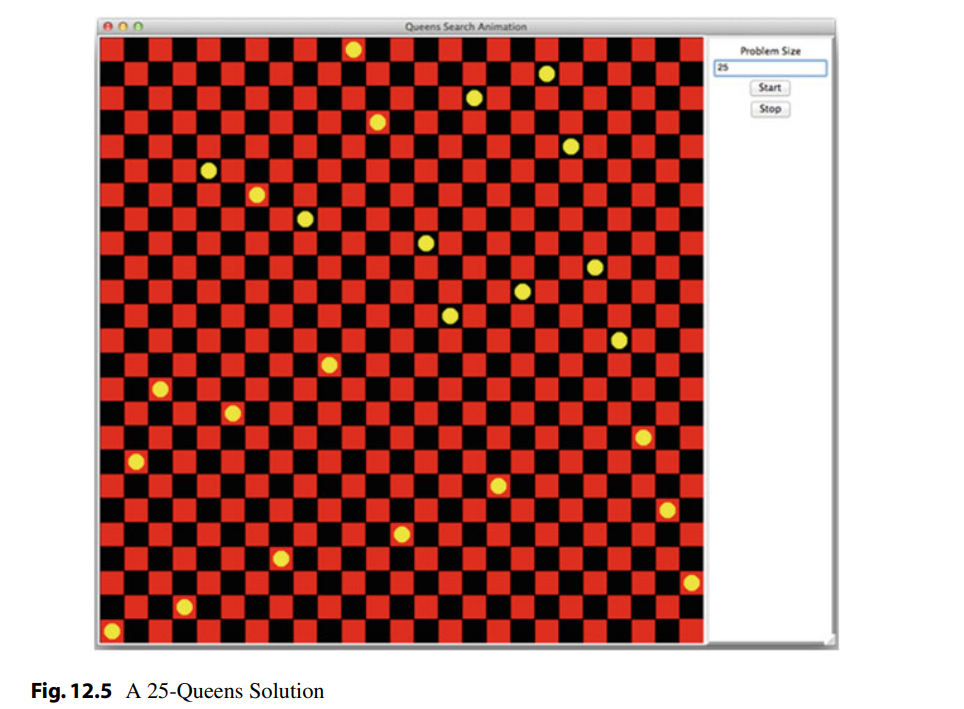 Queens Search Animation
Problem Size
25
Start
Stop
Fig. 12.5 A 25-Queens Solution